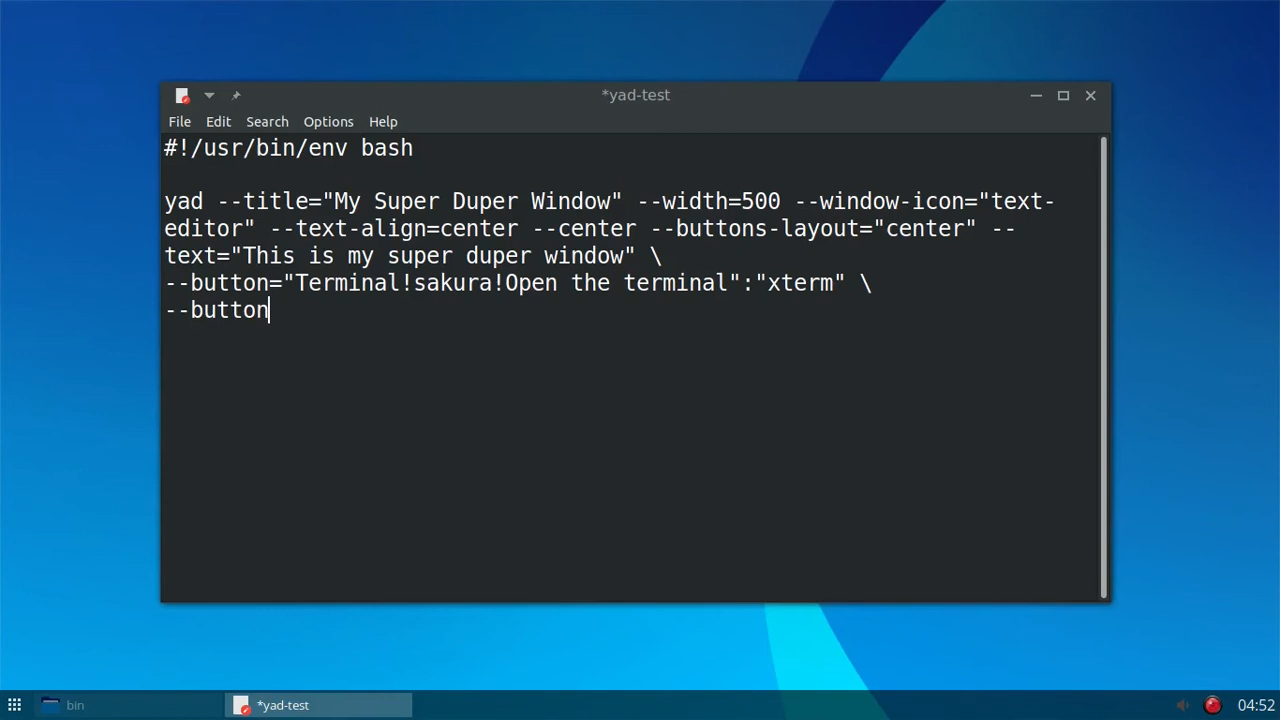 *yad-test
File Edit Search Options Help
#!/usr/bin/env bash
yad --title="My Super Duper Window" --width=500 --window-icon="text-
editor" --text-align=center --center --buttons-layout="center" --
text="This is my super duper window" \
--button="Terminal!sakura!Open the terminal":"xterm" \
--button
bin *yad-test 04:52